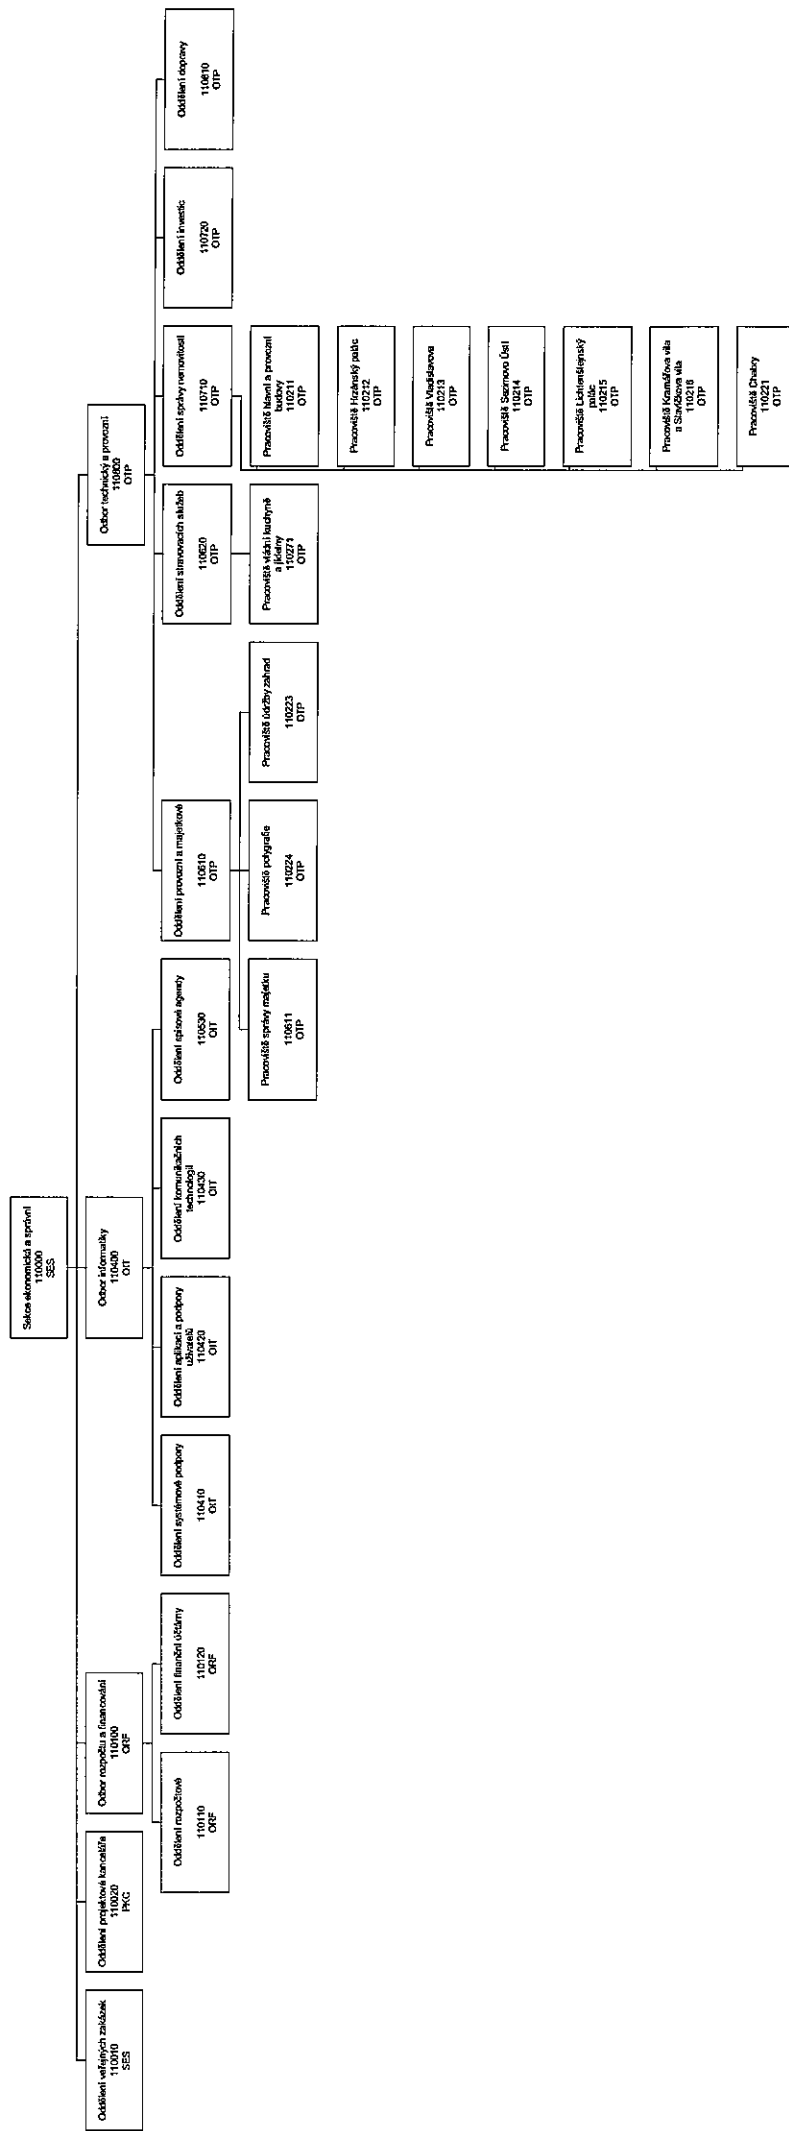 Sekce ekonomická a správní
110000
SES
Oddělení veřejných zakázek
110010
SES
Oddělení projektová kancelář
110020
PKC
Odbor rozpočtu a financování
110100
ORF
Odbor informatiky
110400
OIT
Odbor technický a provozní
110600
OTP
Oddělení rozpočtové
110110
ORF
Oddělení finanční účtárny
110120
ORF
Oddělení systémové podpory
110410
OIT
Oddělení aplikací a podpory
uživatelů
110420
OIT
Oddělení komunikačních
technologií
110430
OIT
Oddělení spisové agendy
110530
OIT
Oddělení provozní a majetkové
110610
OTP
Oddělení stravovacích služeb
110620
OTP
Oddělení správy nemovitostí
110710
OTP
Oddělení investic
110720
OTP
Oddělení dopravy
110810
OTP
Pracoviště správy majetku
110611
OTP
Pracoviště polygrafie
110224
OTP
Pracoviště údržby zahrad
110223
OTP
Pracoviště vládní kuchyně
a jídelny
110271
OTP
Pracoviště hlavní a provozní
budovy
110211
OTP
Pracoviště Hrzánský palác
110212
OTP
Pracoviště Vladislavova
110213
OTP
Pracoviště Sezimovo Ústí
110214
OTP
Pracoviště Lichtenštejnský
palác
110215
OTP
Pracoviště Kramářova vila
a Slavíčkova vila
110216
OTP
Pracoviště Chabry
110221
OTP